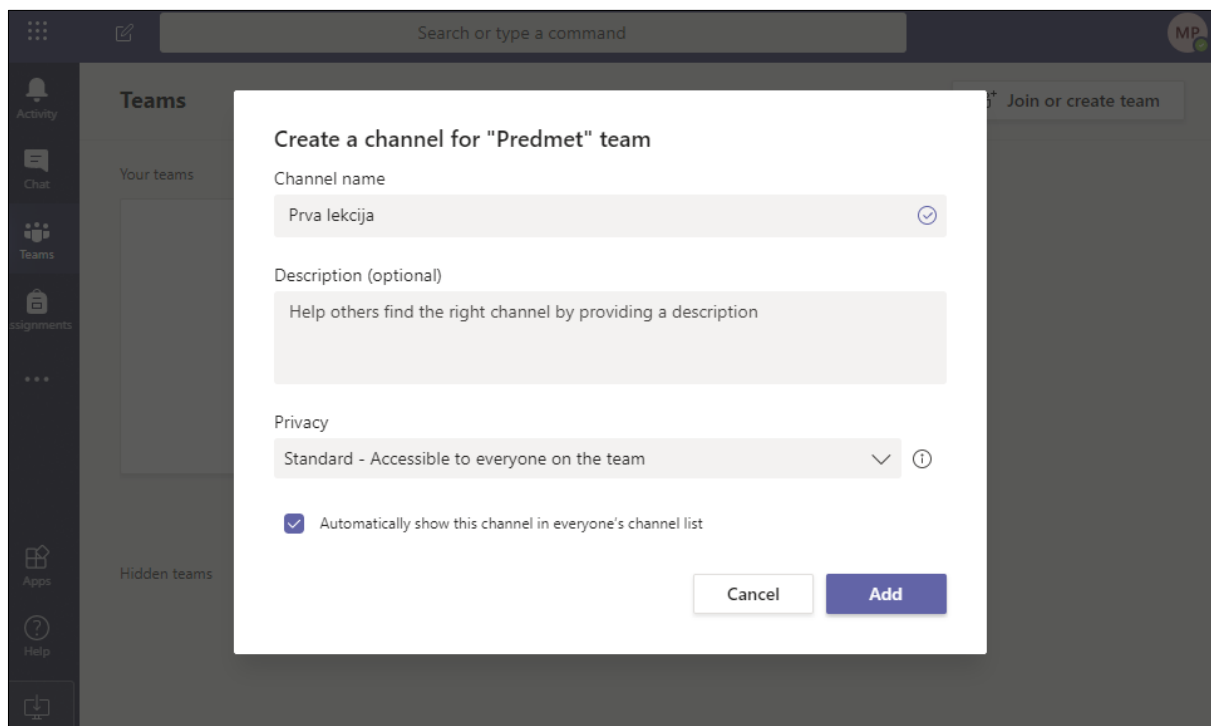 Search or type a command
MP
Activity
Chat
Teams
ssignments
Apps
Help
Teams
Join or create team
Your teams
Hidden teams
Create a channel for "Predmet" team
Channel name
Prva lekcija
Description (optional)
Help others find the right channel by providing a description
Privacy
Standard - Accessible to everyone on the team
Automatically show this channel in everyone's channel list
Cancel
Add